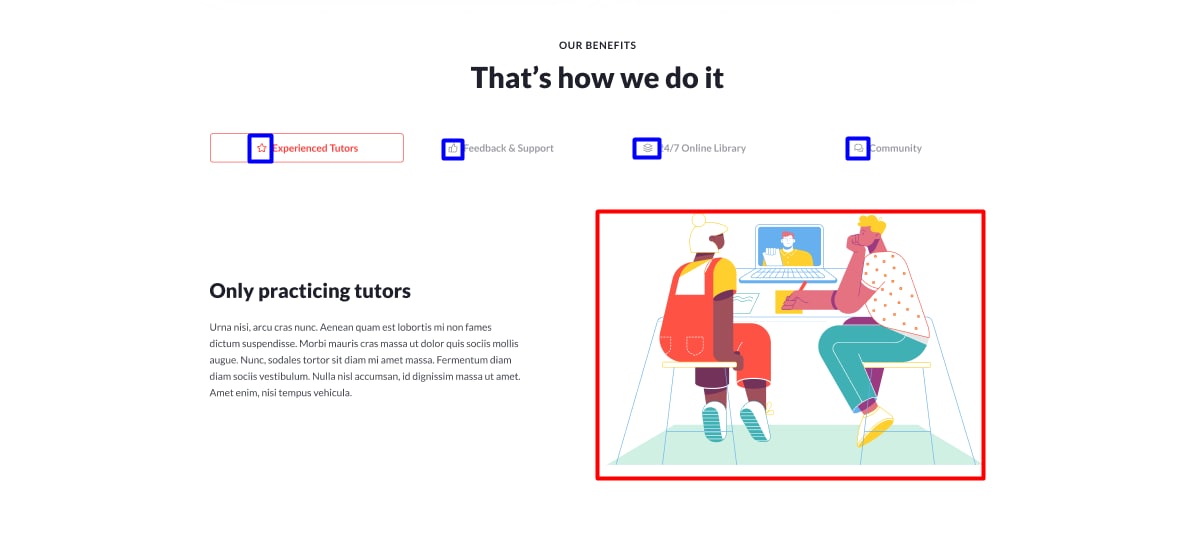 OUR BENEFITS
That's how we do it
Experienced Tutors
Feedback & Support
4/7 Online Library
Community
Only practicing tutors
Urna nisi, arcu cras nunc. Aenean quam est lobortis mi non fames
dictum suspendisse. Morbi mauris cras massa ut dolor quis sociis mollis
augue. Nunc, sodales tortor sit diam mi amet massa. Fermentum diam
diam sociis vestibulum. Nulla nisl accumsan, id dignissim massa ut amet.
Amet enim, nisi tempus vehicula.